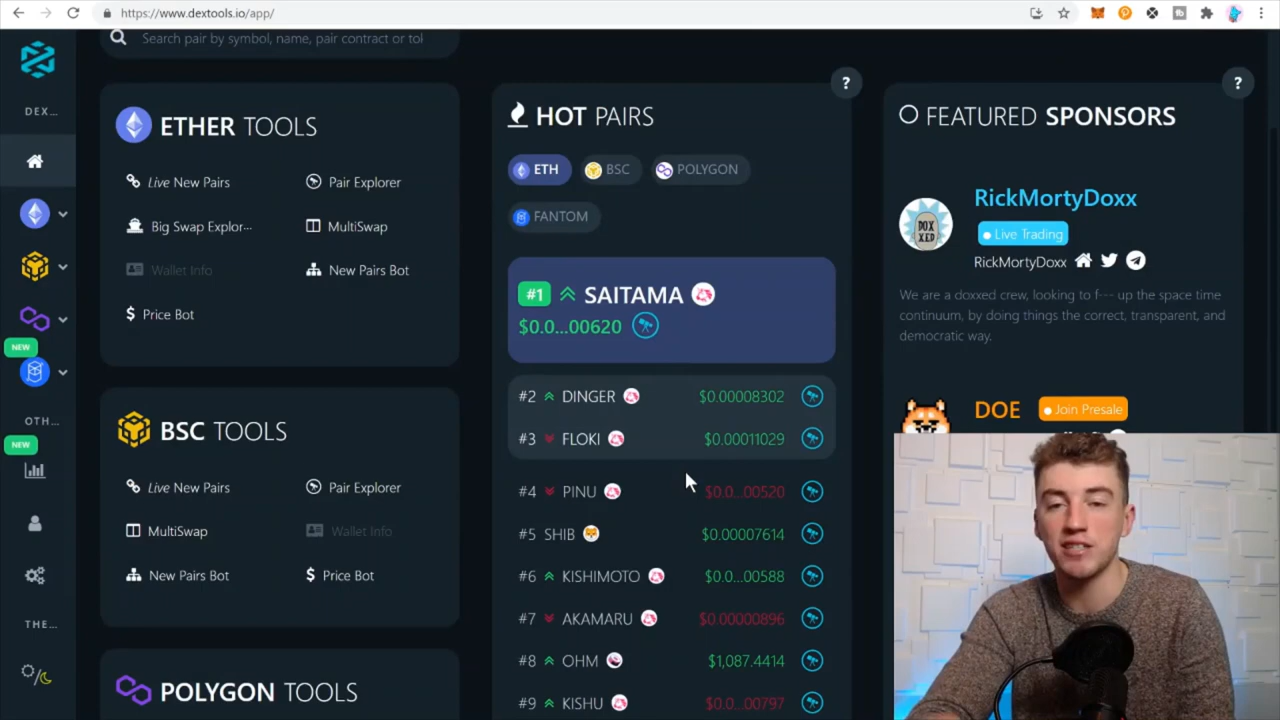 https://www.dextools.io/app/
Search pair by symbol, name, pair contract or tol
DEX...
NEW
OTH...
NEW
THE...
ETHER TOOLS
Live New Pairs
Pair Explorer
Big Swap Explor...
MultiSwap
Wallet Info
New Pairs Bot
$ Price Bot
BSC TOOLS
Live New Pairs
Pair Explorer
MultiSwap
Wallet Info
New Pairs Bot
$ Price Bot
POLYGON TOOLS
?
HOT PAIRS
ETH
BSC
POLYGON
FANTOM
#1 SAITAMA
$0.0...00620
#2 DINGER $0.00008302
#3 FLOKI $0.00011029
#4 PINU $0.0...00520
#5 SHIB $0.00007614
#6 KISHIMOTO $0.0...00588
#7 AKAMARU $0.00000896
#8 OHM $1,087.4414
#9 KISHU $0.0...00797
?
FEATURED SPONSORS
DOXXED
RickMortyDoxx
Live Trading
RickMortyDoxx
We are a doxxed crew, looking to f--- up the space time
continuum, by doing things the correct, transparent, and
democratic way.
DOE
Join Presale